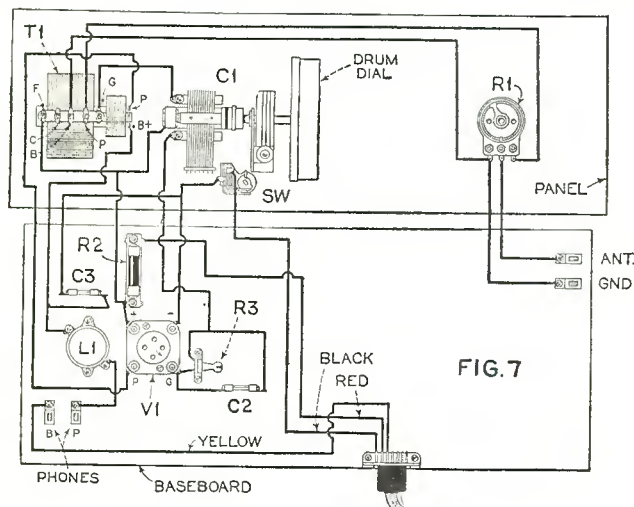 T1
C1
DRUM
DIAL
R1
F
G
P
B+
C-
B-
P
SW
PANEL
R2
ANT.
GND
C3
+
-
R3
L1
BLACK
RED
FIG.7
P
G
V1
C2
B
P
YELLOW
PHONES
BASEBOARD